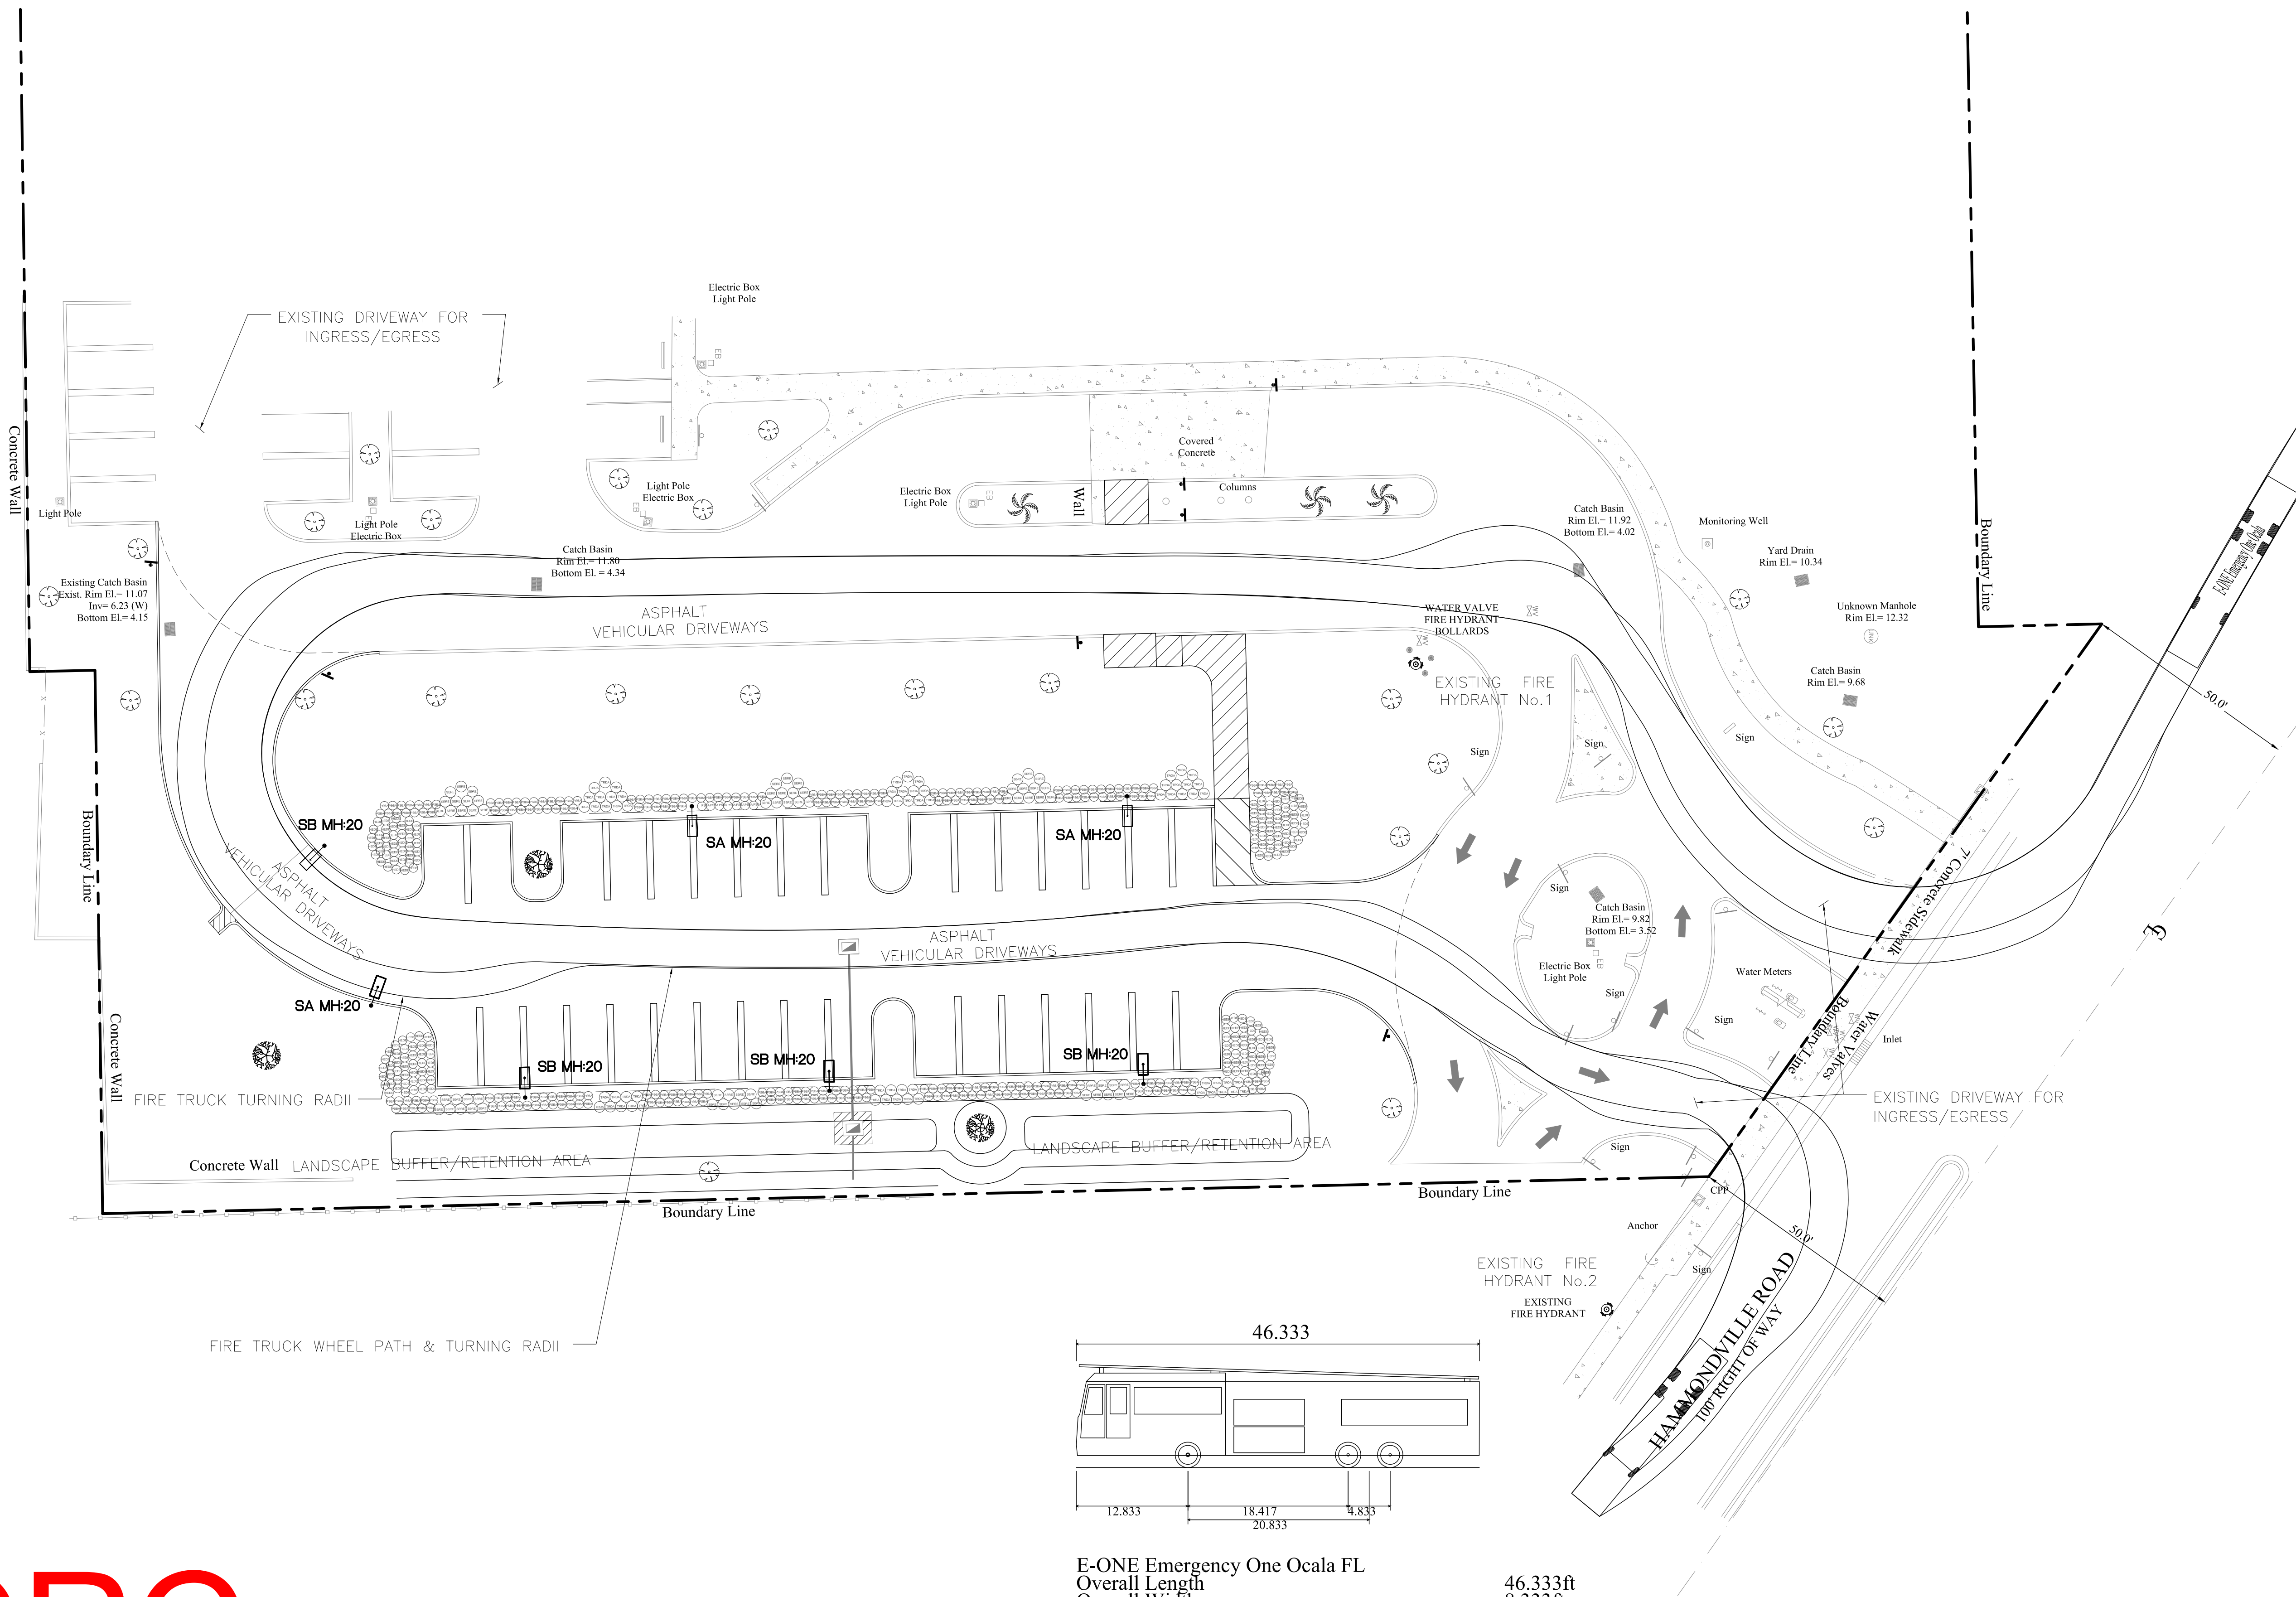 Electric Box
Light Pole
EXISTING DRIVEWAY FOR
INGRESS/EGRESS
EB
Concrete Wall
Light Pole
Light Pole
Electric Box
EB
Light Pole
Electric Box
EB
Electric Box
Light Pole
EB
Wall
Covered
Concrete
Columns
Catch Basin
Rim El.= 11.92
Bottom El.= 4.02
Monitoring Well
Yard Drain
Rim El.= 10.34
Boundary Line
E-ONE Emergency One Ocala
Existing Catch Basin
Exist. Rim El.= 11.07
Inv= 6.23 (W)
Bottom El.= 4.15
Catch Basin
Rim El.= 11.80
Bottom El. = 4.34
ASPHALT
VEHICULAR DRIVEWAYS
WATER VALVE
FIRE HYDRANT
BOLLARDS
WV
WV
Unknown Manhole
Rim El.= 12.32
UNK
Catch Basin
Rim El.= 9.68
EXISTING FIRE
HYDRANT No.1
50.0'
Sign
Sign
Sign
Boundary Line
SB MH:20
SA MH:20
SA MH:20
ASPHALT
VEHICULAR DRIVEWAYS
ASPHALT
VEHICULAR DRIVEWAYS
Sign
Catch Basin
Rim El.= 9.82
Bottom El.= 3.52
Electric Box
Light Pole
EB
Sign
7' Concrete Sidewalk
Water Meters
Sign
Boundary Line
Water Valves
Inlet
CL
SA MH:20
Concrete Wall
SB MH:20
SB MH:20
SB MH:20
FIRE TRUCK TURNING RADII
EXISTING DRIVEWAY FOR
INGRESS/EGRESS
Concrete Wall
LANDSCAPE BUFFER/RETENTION AREA
LANDSCAPE BUFFER/RETENTION AREA
Sign
Boundary Line
Boundary Line
CPP
Anchor
50.0'
Sign
EXISTING FIRE
HYDRANT No.2
EXISTING
FIRE HYDRANT
HAMMONDVILLE ROAD
100' RIGHT OF WAY
FIRE TRUCK WHEEL PATH & TURNING RADII
46.333
12.833
18.417
4.833
20.833
E-ONE Emergency One Ocala FL
Overall Length 46.333ft